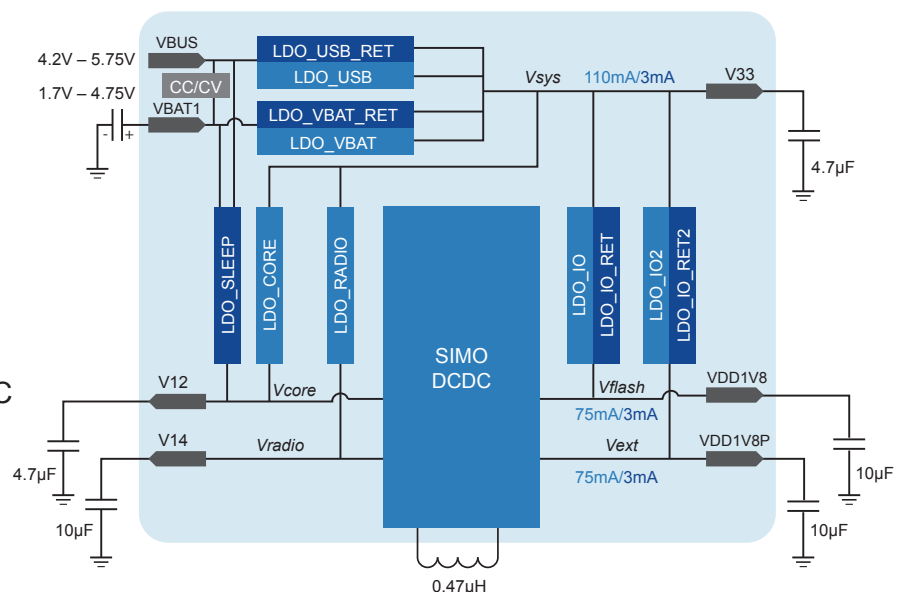 VBUS
4.2V – 5.75V
CC/CV
1.7V – 4.75V
VBAT1
- +
LDO_USB_RET
LDO_USB
LDO_VBAT_RET
LDO_VBAT
Vsys
110mA/3mA
V33
4.7µF
LDO_SLEEP
LDO_CORE
LDO_RADIO
SIMO
DCDC
LDO_IO
LDO_IO_RET
LDO_IO2
LDO_IO_RET2
C
V12
Vcore
Vflash
VDD1V8
75mA/3mA
V14
Vradio
Vext
VDD1V8P
75mA/3mA
4.7µF
10µF
10µF
10µF
0.47µH